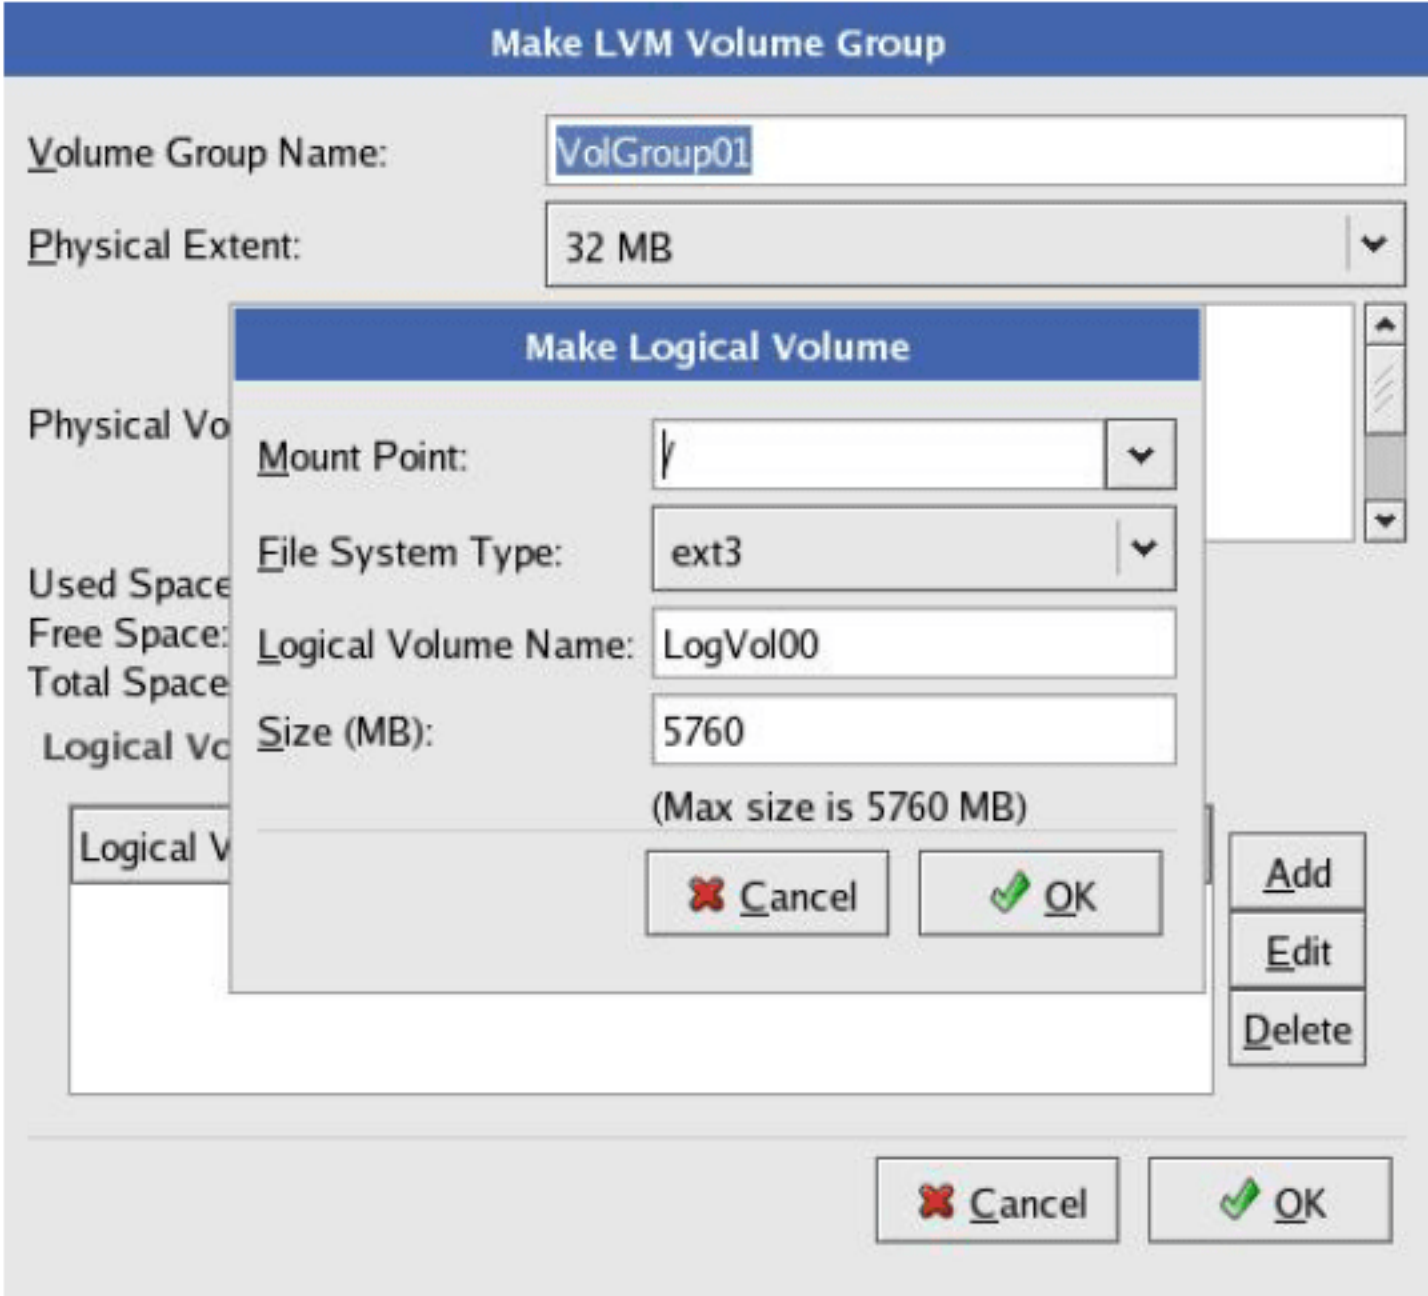 Make LVM Volume Group
Volume Group Name: VolGroup01
Physical Extent: 32 MB
Make Logical Volume
Physical Vo
Mount Point: /
File System Type: ext3
Used Space
Free Space:
Total Space
Logical Volume Name: LogVol00
Size (MB): 5760
(Max size is 5760 MB)
Logical Vo
Logical V
Cancel OK
Add
Edit
Delete
Cancel OK